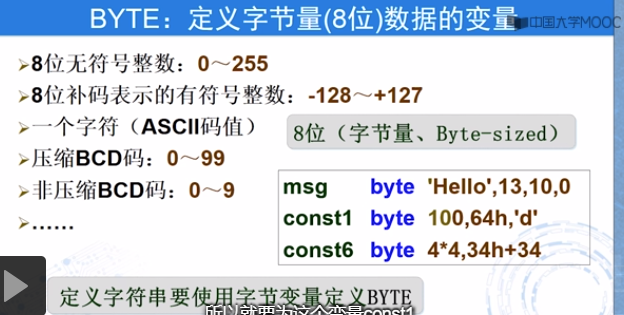 BYTE：定义字节量(8位)数据的变量
中国大学MOOC
➢8位无符号整数：0～255
➢8位补码表示的有符号整数：-128～+127
➢一个字符（ASCII码值）
8位（字节量、Byte-sized）
➢压缩BCD码：0～99
➢非压缩BCD码：0～9
➢……
msg byte 'Hello',13,10,0
const1 byte 100,64h,'d'
const6 byte 4*4,34h+34
定义字符串要使用字节变量定义BYTE
所以就要为这个变量const1